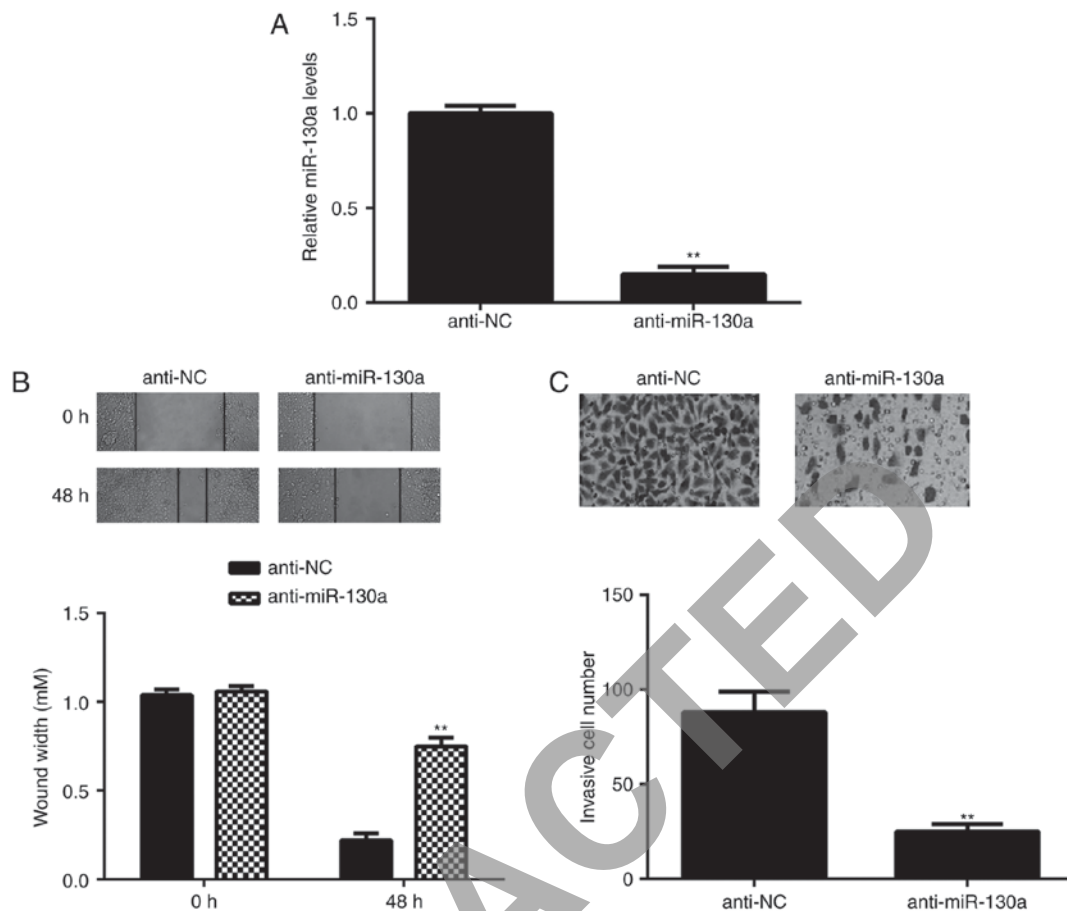 A
Relative miR-130a levels
1.5
1.0
0.5
0.0
**
anti-NC
anti-miR-130a
B
anti-NC
anti-miR-130a
0 h
48 h
anti-NC
anti-miR-130a
Wound width (mM)
1.5
1.0
0.5
0.0
**
0 h
48 h
C
anti-NC
anti-miR-130a
Invasive cell number
150
100
50
0
**
anti-NC
anti-miR-130a
ACTED